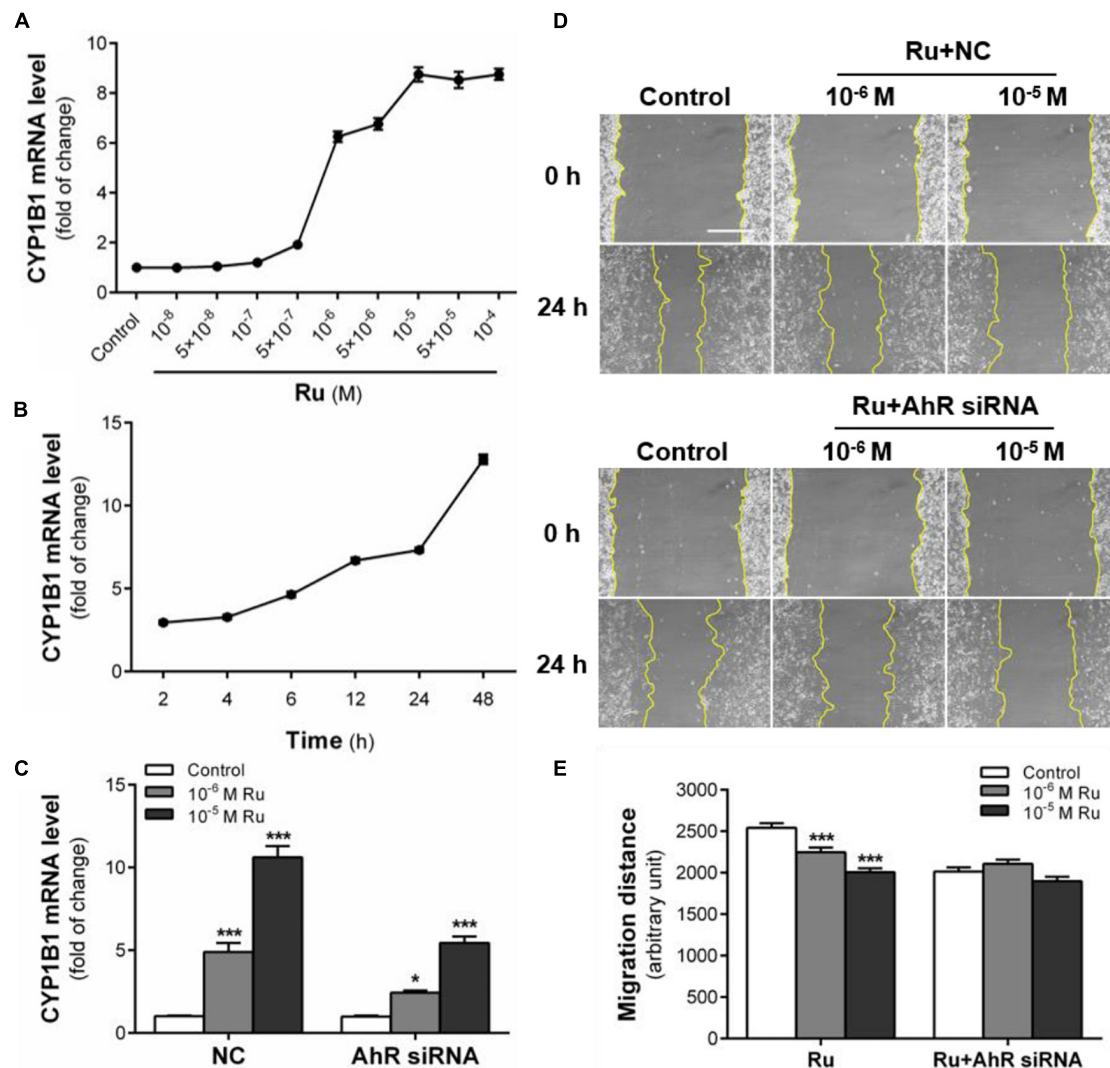 A
CYP1B1 mRNA level
(fold of change)
10
8
6
4
2
0
Control
10-8
5×10-8
10-7
5×10-7
10-6
5×10-6
10-5
5×10-5
10-4
Ru (M)
B
CYP1B1 mRNA level
(fold of change)
15
10
5
0
2 4 6 12 24 48
Time (h)
C
CYP1B1 mRNA level
(fold of change)
Control
10-6 M Ru
10-5 M Ru
15
10
5
0
***
***
*
***
NC AhR siRNA
D
Ru+NC
Control 10-6 M 10-5 M
0 h
24 h
Ru+AhR siRNA
Control 10-6 M 10-5 M
0 h
24 h
E
Migration distance
(arbitrary unit)
Control
10-6 M Ru
10-5 M Ru
3000
2500
2000
1500
1000
500
0
***
***
Ru Ru+AhR siRNA